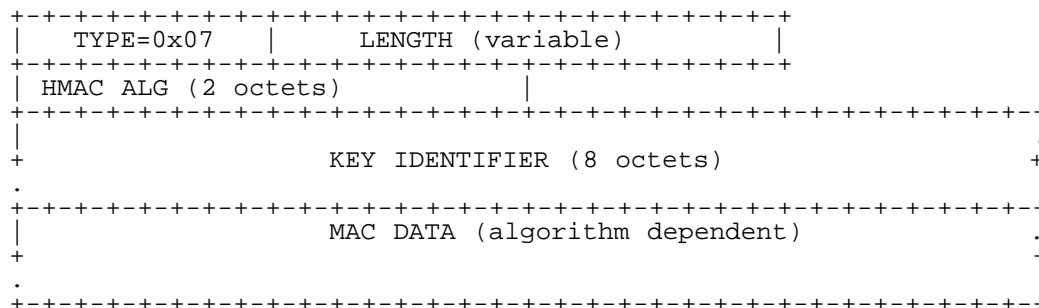 +-+-+-+-+-+-+-+-+-+-+-+-+-+-+-+-+-+-+-+-+-+-+-+-+
|   TYPE=0x07   |     LENGTH (variable)         |
+-+-+-+-+-+-+-+-+-+-+-+-+-+-+-+-+-+-+-+-+-+-+-+-+
| HMAC ALG (2 octets)           |
+-+-+-+-+-+-+-+-+-+-+-+-+-+-+-+-+-+-+-+-+-+-+-+-+-+-+-+-+-+-+-+-+--
|                                                               .
+                   KEY IDENTIFIER (8 octets)                   +
.
+-+-+-+-+-+-+-+-+-+-+-+-+-+-+-+-+-+-+-+-+-+-+-+-+-+-+-+-+-+-+-+-+--
|                   MAC DATA (algorithm dependent)              .
+                                                               -
.
+-+-+-+-+-+-+-+-+-+-+-+-+-+-+-+-+-+-+-+-+-+-+-+-+-+-+-+-+-+-+-+-+--